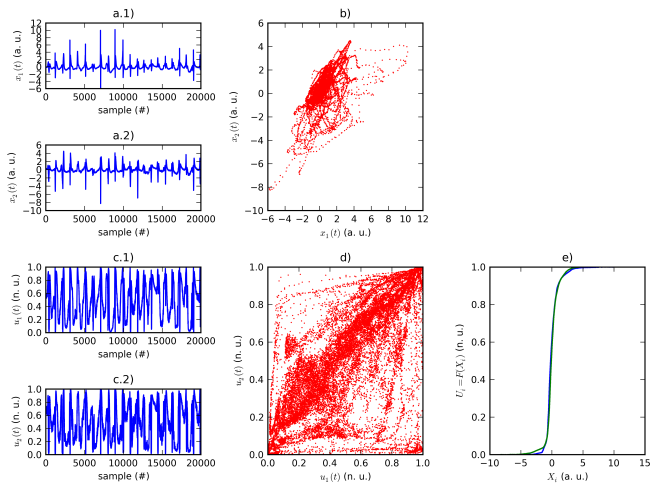 a.1)
12
10
8
6
4
2
0
−2
−4
−6
x₁(t) (a. u.)
0 5000 10000 15000 20000
sample (#)
b)
6
4
2
0
−2
−4
−6
−8
−10
x₂(t) (a. u.)
−6 −4 −2 0 2 4 6 8 10 12
x₁(t) (a. u.)
a.2)
6
4
2
0
−2
−4
−6
−8
−10
x₂(t) (a. u.)
0 5000 10000 15000 20000
sample (#)
c.1)
1.0
0.8
0.6
0.4
0.2
0.0
u₁(t) (n. u.)
0 5000 10000 15000 20000
sample (#)
d)
1.0
0.8
0.6
0.4
0.2
0.0
u₂(t) (n. u.)
0.0 0.2 0.4 0.6 0.8 1.0
u₁(t) (n. u.)
e)
1.0
0.8
0.6
0.4
0.2
0.0
Uᵢ = F(Xᵢ) (n. u.)
−10 −5 0 5 10 15
Xᵢ (a. u.)
c.2)
1.0
0.8
0.6
0.4
0.2
0.0
u₂(t) (n. u.)
0 5000 10000 15000 20000
sample (#)